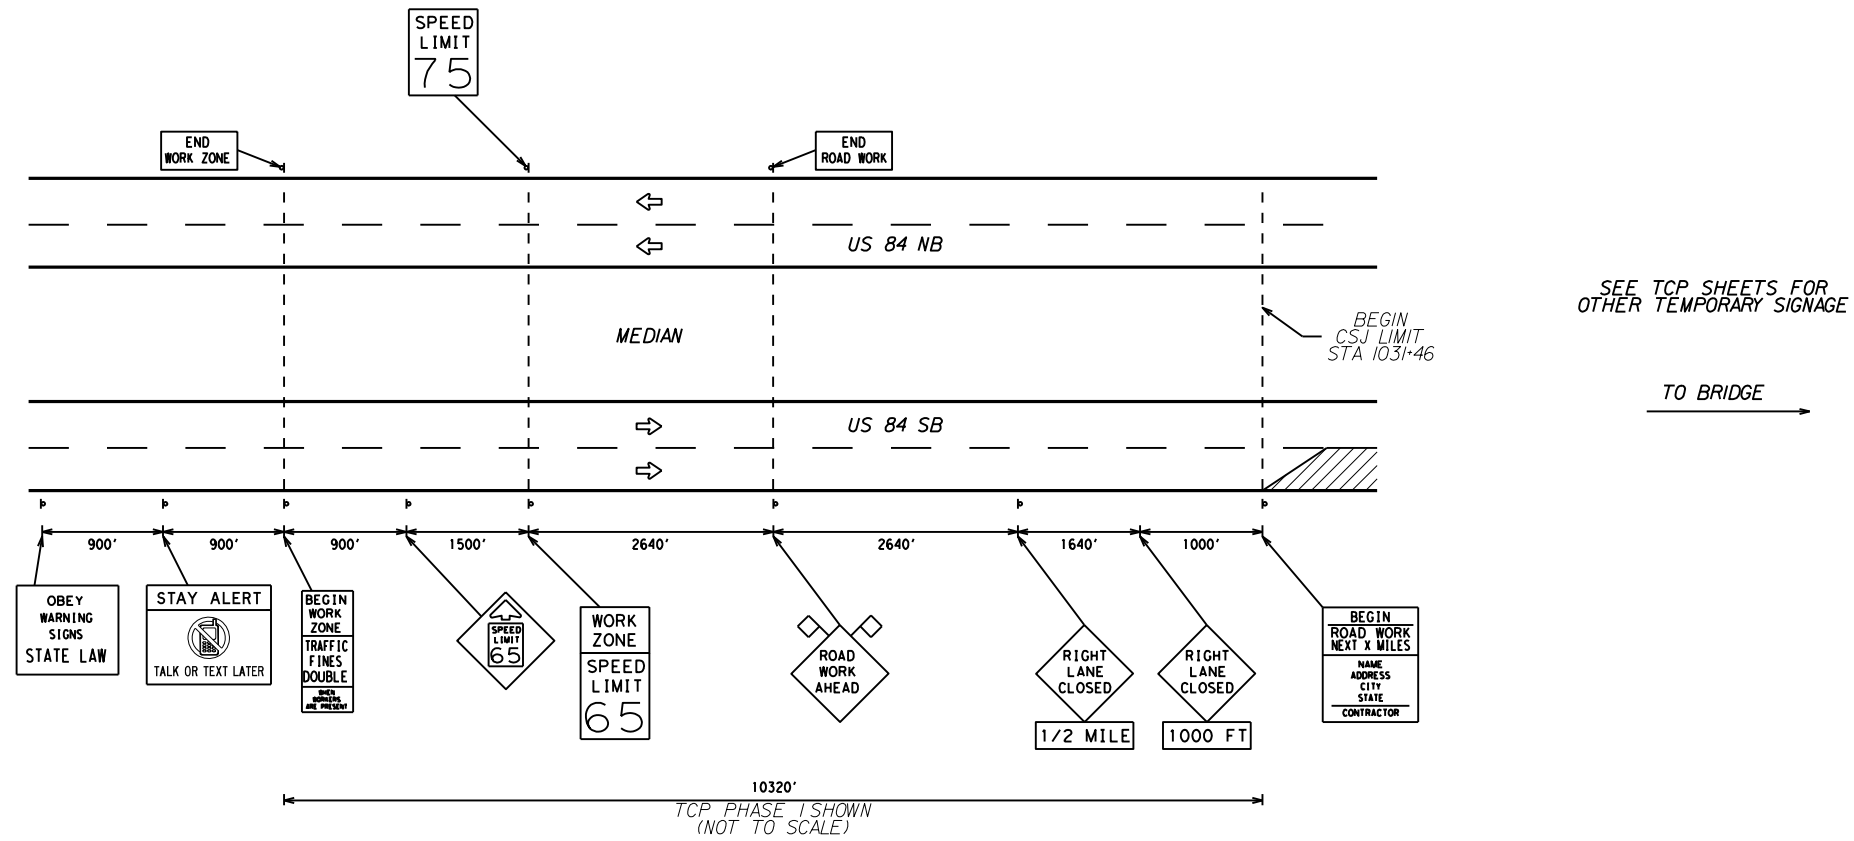 SPEED
LIMIT
75
END
WORK ZONE
END
ROAD WORK
US 84 NB
SEE TCP SHEETS FOR
OTHER TEMPORARY SIGNAGE
BEGIN
CSJ LIMIT
STA 1031+46
MEDIAN
TO BRIDGE
US 84 SB
900'
900'
900'
1500'
2640'
2640'
1640'
1000'
OBEY
WARNING
SIGNS
STATE LAW
STAY ALERT
TALK OR TEXT LATER
BEGIN
WORK
ZONE
TRAFFIC
FINES
DOUBLE
WHEN
WORKERS
ARE PRESENT
SPEED
LIMIT
65
WORK
ZONE
SPEED
LIMIT
65
ROAD
WORK
AHEAD
RIGHT
LANE
CLOSED
1/2 MILE
RIGHT
LANE
CLOSED
1000 FT
BEGIN
ROAD WORK
NEXT X MILES
NAME
ADDRESS
CITY
STATE
CONTRACTOR
10320'
TCP PHASE 1 SHOWN
(NOT TO SCALE)